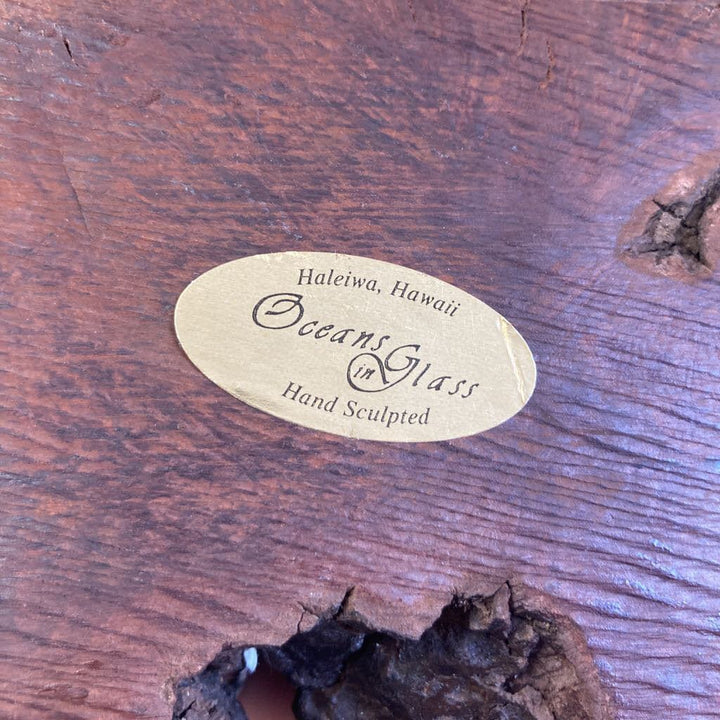 Haleiwa, Hawaii
Oceans
in Glass
Hand Sculpted